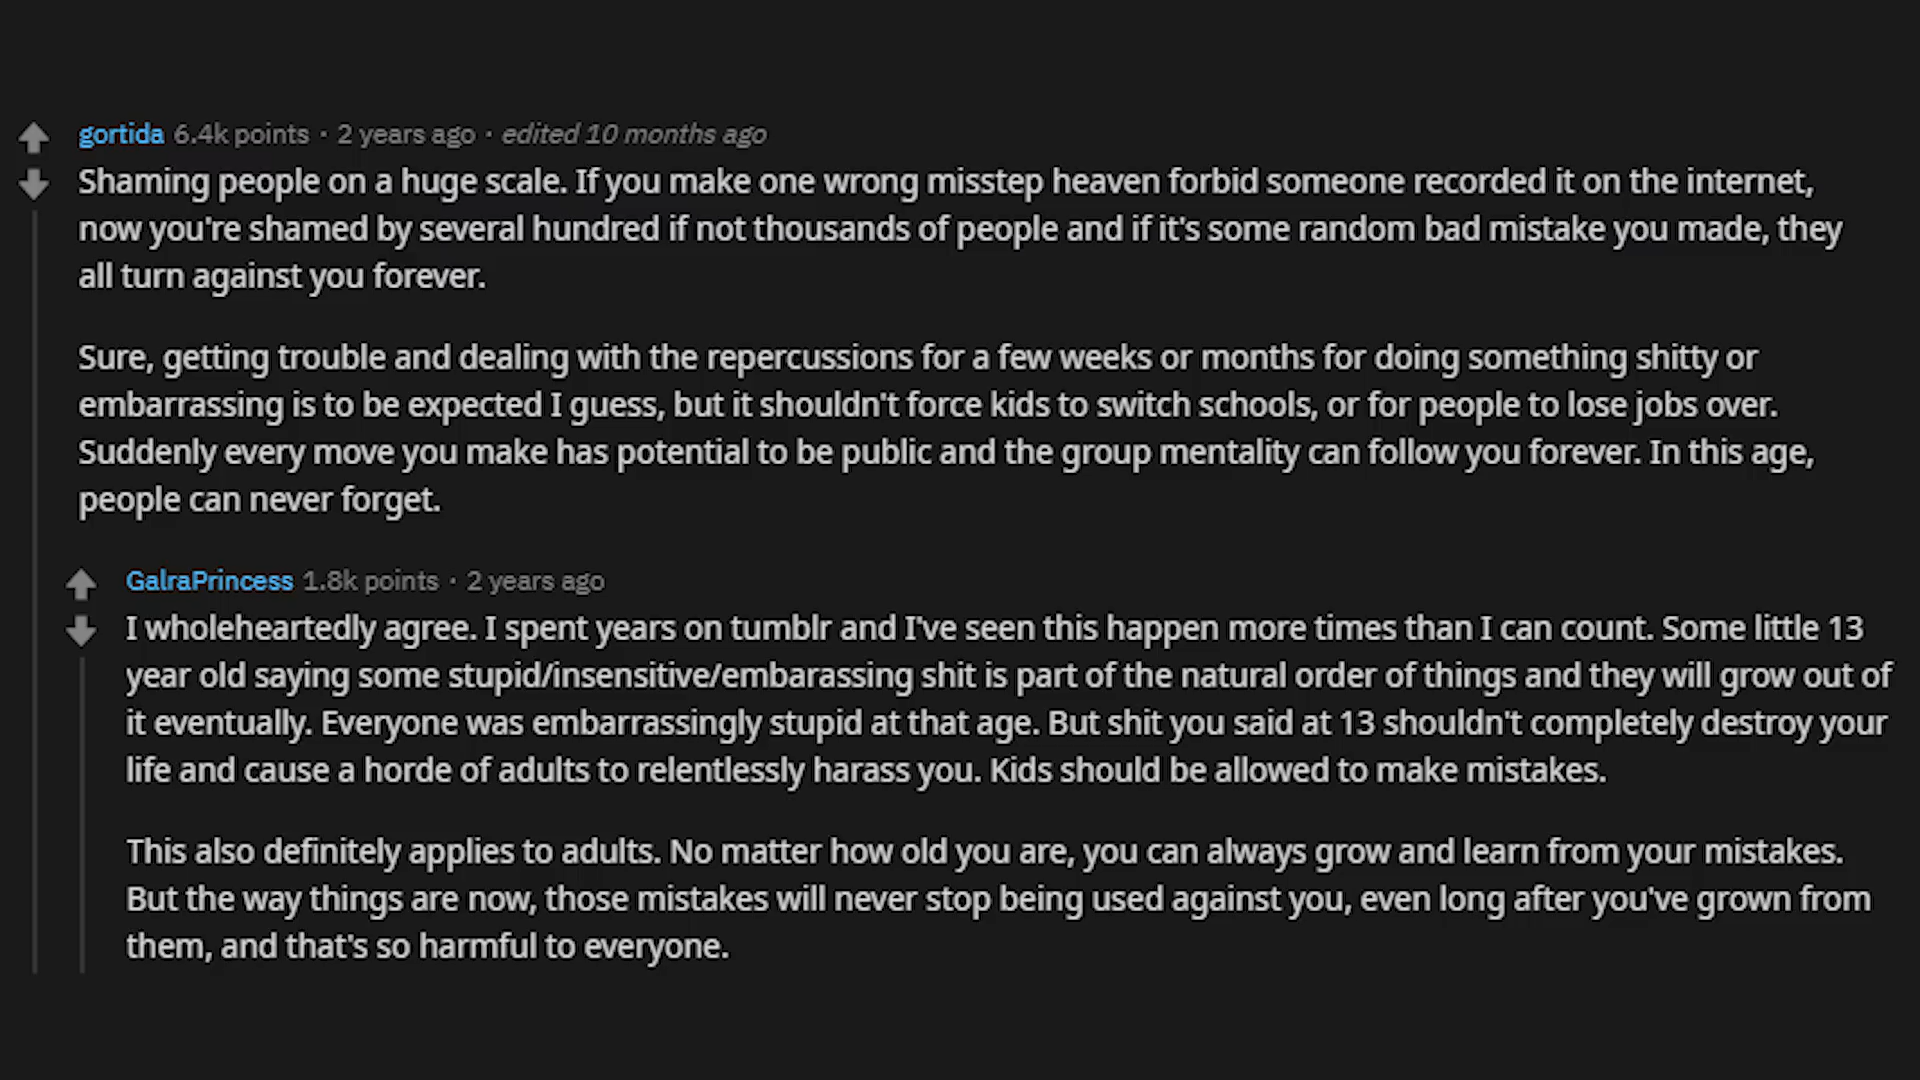 gortida 6.4k points · 2 years ago · edited 10 months ago
Shaming people on a huge scale. If you make one wrong misstep heaven forbid someone recorded it on the internet,
now you're shamed by several hundred if not thousands of people and if it's some random bad mistake you made, they
all turn against you forever.
Sure, getting trouble and dealing with the repercussions for a few weeks or months for doing something shitty or
embarrassing is to be expected I guess, but it shouldn't force kids to switch schools, or for people to lose jobs over.
Suddenly every move you make has potential to be public and the group mentality can follow you forever. In this age,
people can never forget.
GalraPrincess 1.8k points · 2 years ago
I wholeheartedly agree. I spent years on tumblr and I've seen this happen more times than I can count. Some little 13
year old saying some stupid/insensitive/embarassing shit is part of the natural order of things and they will grow out of
it eventually. Everyone was embarrassingly stupid at that age. But shit you said at 13 shouldn't completely destroy your
life and cause a horde of adults to relentlessly harass you. Kids should be allowed to make mistakes.
This also definitely applies to adults. No matter how old you are, you can always grow and learn from your mistakes.
But the way things are now, those mistakes will never stop being used against you, even long after you've grown from
them, and that's so harmful to everyone.